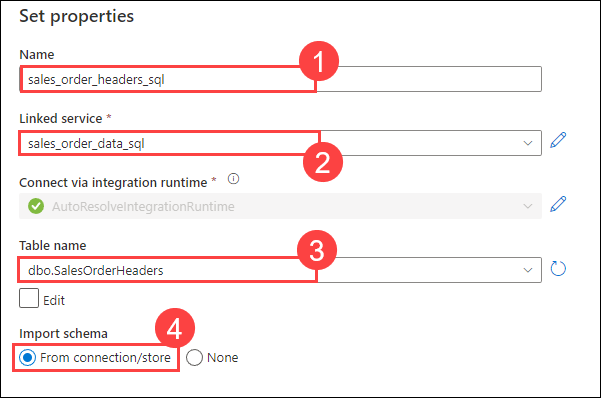 Set properties
Name
1
sales_order_headers_sql
Linked service *
sales_order_data_sql
2
Connect via integration runtime * i
AutoResolveIntegrationRuntime
Table name
3
dbo.SalesOrderHeaders
Edit
Import schema
4
From connection/store None